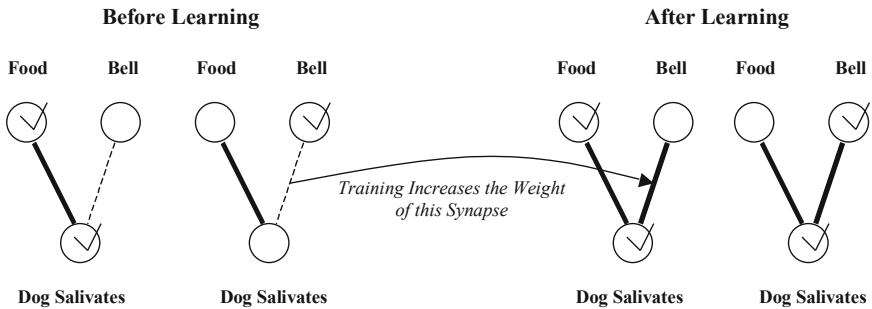 Before Learning
After Learning
Food Bell Food Bell
Food Bell Food Bell
Training Increases the Weight
of this Synapse
Dog Salivates Dog Salivates
Dog Salivates Dog Salivates